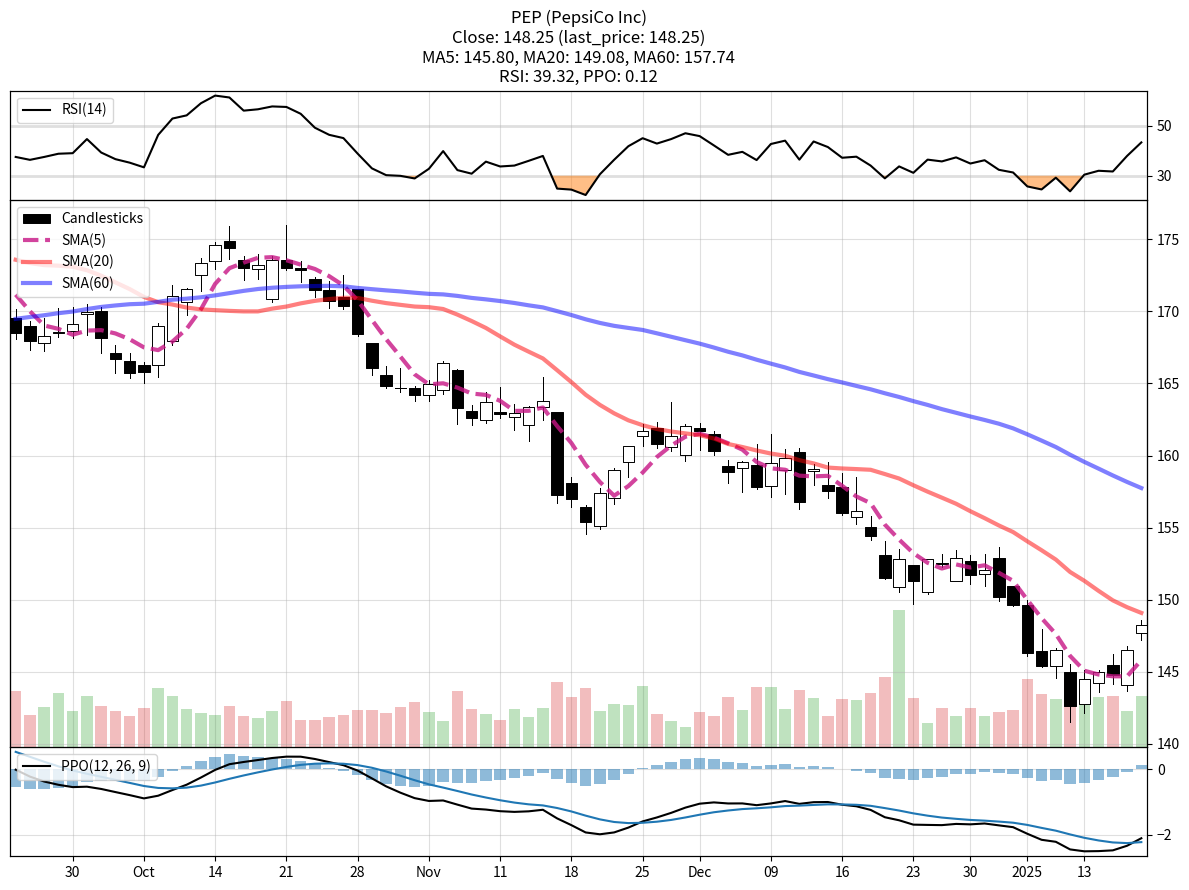 PEP (PepsiCo Inc)
Close: 148.25 (last_price: 148.25)
MA5: 145.80, MA20: 149.08, MA60: 157.74
RSI: 39.32, PPO: 0.12
RSI(14)
50
30
Candlesticks
SMA(5)
SMA(20)
SMA(60)
175
170
165
160
155
150
145
140
PPO(12, 26, 9)
0
−2
30 Oct 14 21 28 Nov 11 18 25 Dec 09 16 23 30 2025 13